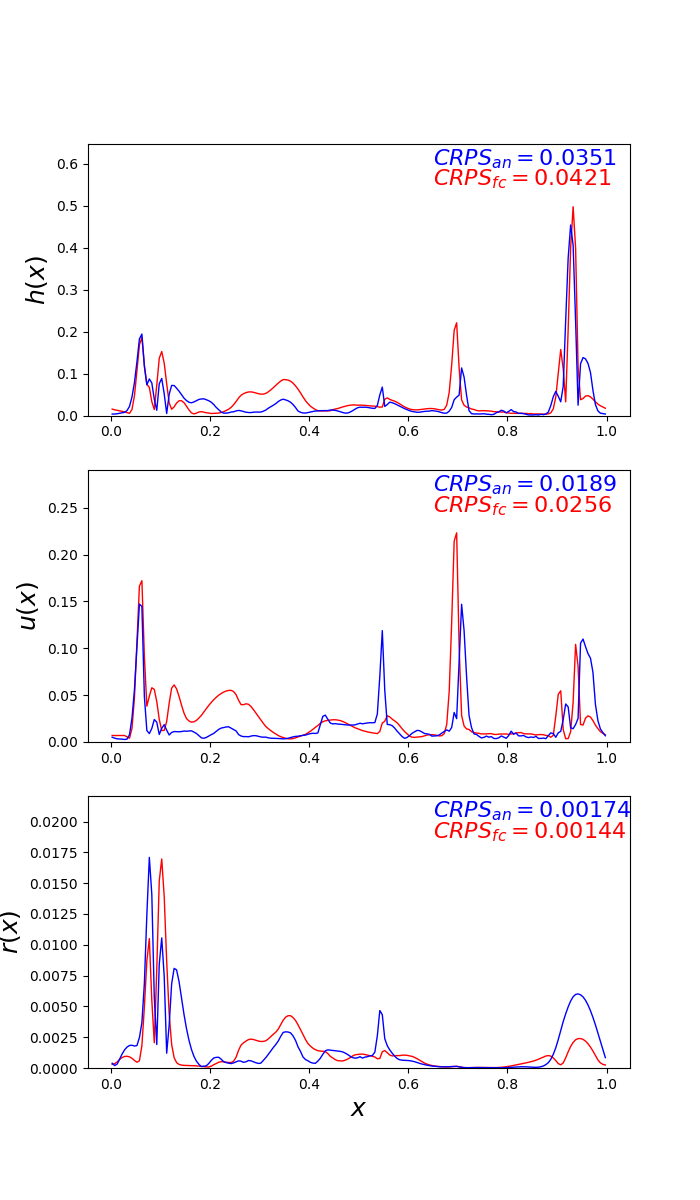 CRPS_an = 0.0351
CRPS_fc = 0.0421
h(x)
0.6
0.5
0.4
0.3
0.2
0.1
0.0
0.0 0.2 0.4 0.6 0.8 1.0
CRPS_an = 0.0189
CRPS_fc = 0.0256
u(x)
0.25
0.20
0.15
0.10
0.05
0.00
0.0 0.2 0.4 0.6 0.8 1.0
CRPS_an = 0.00174
CRPS_fc = 0.00144
r(x)
0.0200
0.0175
0.0150
0.0125
0.0100
0.0075
0.0050
0.0025
0.0000
0.0 0.2 0.4 0.6 0.8 1.0
x